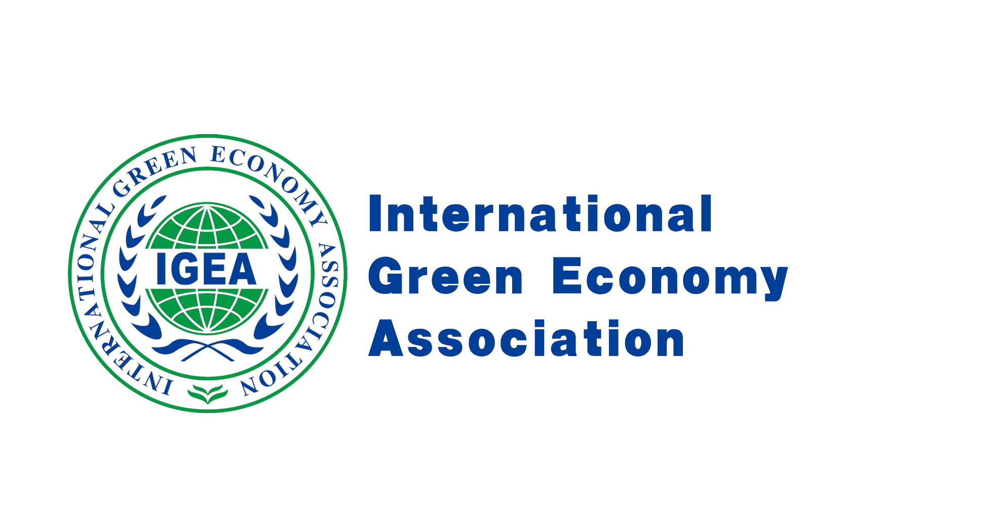 INTERNATIONAL GREEN ECONOMY ASSOCIATION
IGEA
International
Green Economy
Association